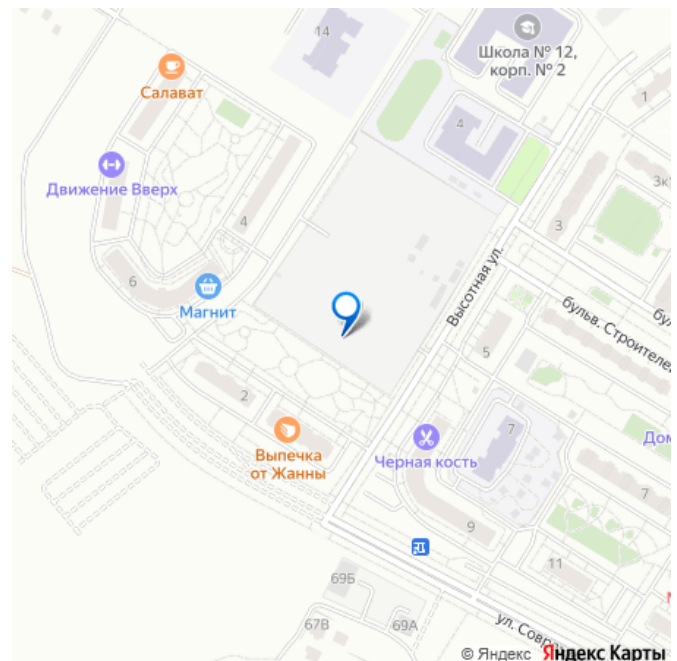 14
Школа № 12,
корп. № 2
Салават
1
4
Движение Вверх
3к
4
3
6
Высотная ул.
Магнит
бульв. Строителе
бул
5
2
Выпечка
от Жанны
7
Дом
Черная кость
7
9
11
69Б
67В
69А
ул. Совре
© Яндекс Яндекс Карты